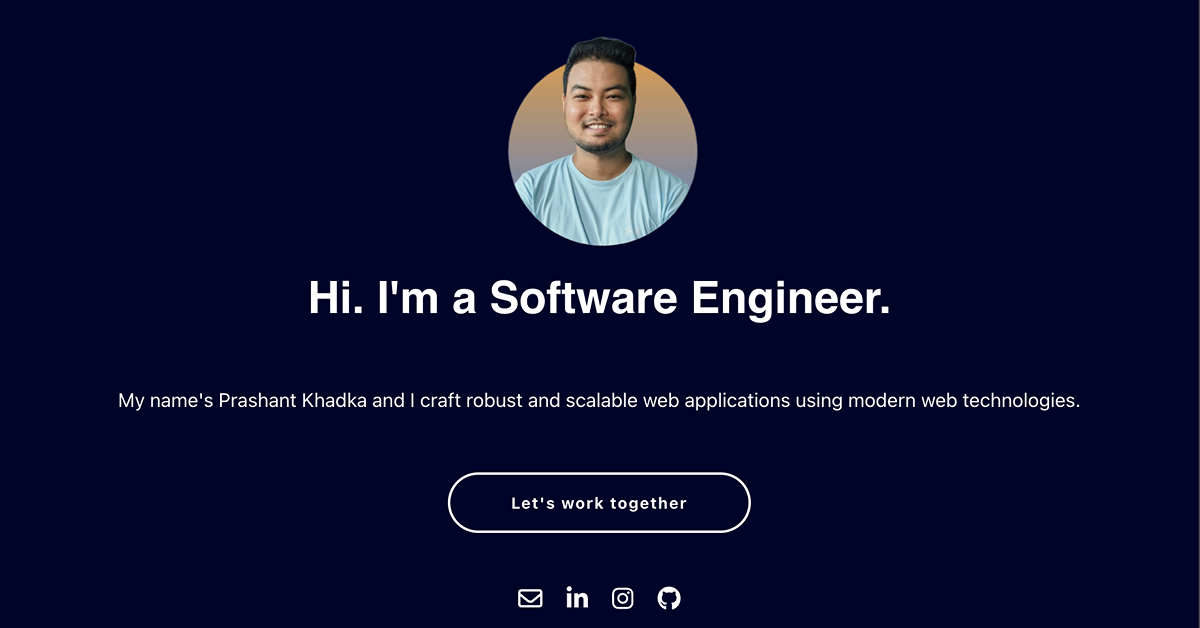 Hi. I'm a Software Engineer.
My name's Prashant Khadka and I craft robust and scalable web applications using modern web technologies.
Let's work together
in